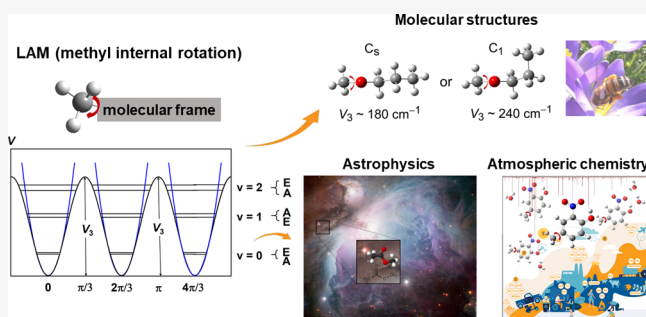 Molecular structures
LAM (methyl internal rotation)
molecular frame
Cs
C1
or
V3 ~ 180 cm−1
V3 ~ 240 cm−1
V
V3
V3
v = 2
E
A
v = 1
A
E
v = 0
E
A
0
π/3
2π/3
π
4π/3
Astrophysics
Atmospheric chemistry